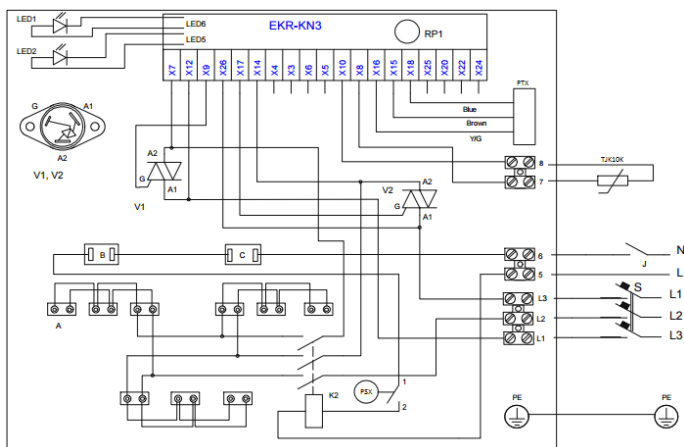 LED1
LED6
EKR-KN3
RP1
LED2
LED5
X7 X12 X9 X26 X17 X14 X4 X3 X6 X5 X10 X8 X16 X15 X18 X25 X20 X22 X24
PTX
Blue
Brown
Y/G
G A1
A2
V1, V2
A2
G
A1
V1
V2
A2
G
A1
8
7
TJK10K
B
C
6
5
J
N
L
A
L3
L2
L1
S
L1
L2
L3
K2
PSX
1
2
PE
PE